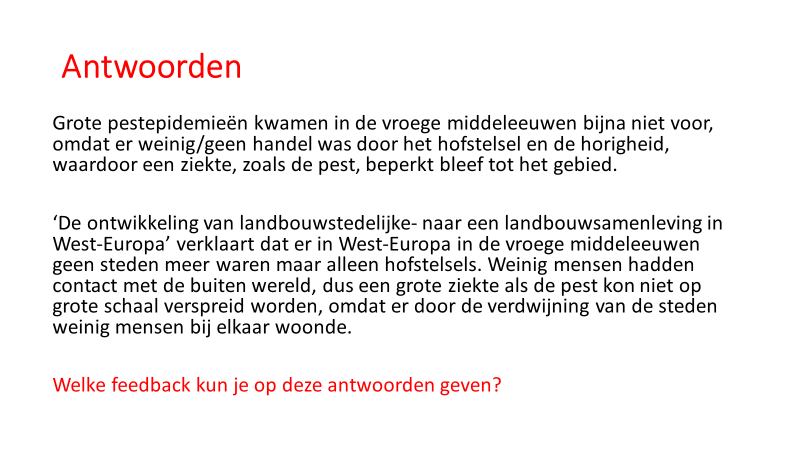 Antwoorden
Grote pestepidemieën kwamen in de vroege middeleeuwen bijna niet voor,
omdat er weinig/geen handel was door het hofstelsel en de horigheid,
waardoor een ziekte, zoals de pest, beperkt bleef tot het gebied.
‘De ontwikkeling van landbouwstedelijke- naar een landbouwsamenleving in
West-Europa’ verklaart dat er in West-Europa in de vroege middeleeuwen
geen steden meer waren maar alleen hofstelsels. Weinig mensen hadden
contact met de buiten wereld, dus een grote ziekte als de pest kon niet op
grote schaal verspreid worden, omdat er door de verdwijning van de steden
weinig mensen bij elkaar woonde.
Welke feedback kun je op deze antwoorden geven?